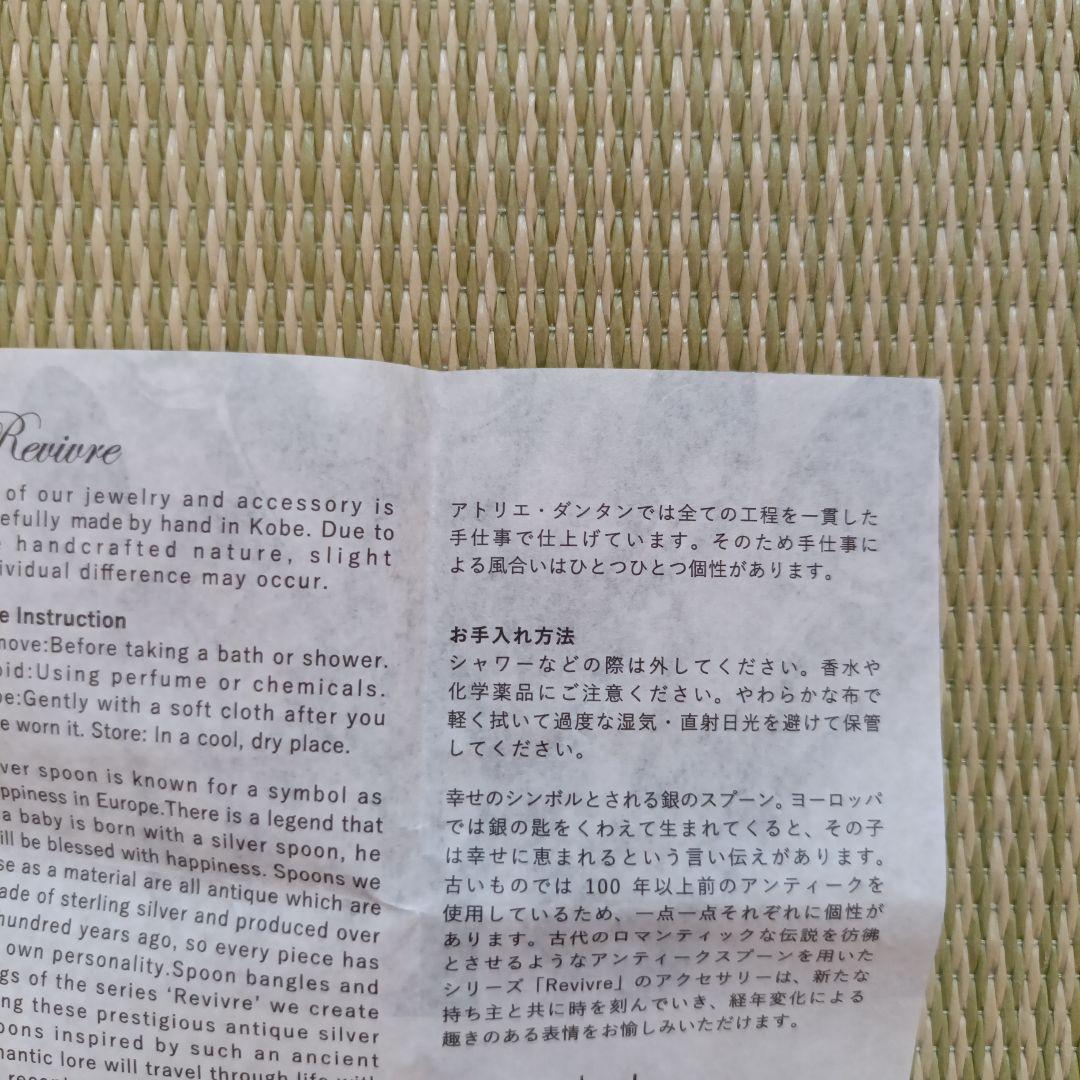 Revivre
of our jewelry and accessory is
made by hand in Kobe. Due to
handcrafted nature, slight
difference may occur.
Instruction
Before taking a bath or shower.
Using perfume or chemicals.
Gently with a soft cloth after you
worn it. Store: In a cool, dry place.
spoon is known for a symbol as
in Europe.There is a legend that
a baby is born with a silver spoon, he
be blessed with happiness. Spoons we
as a material are all antique which are
of sterling silver and produced over
hundred years ago, so every piece has
own personality.Spoon bangles and
of the series ‘Revivre’ we create
these prestigious antique silver
inspired by such an ancient
lore will travel through life with
アトリエ・ダンタンでは全ての工程を一貫した
手仕事で仕上げています。そのため手仕事に
よる風合いはひとつひとつ個性があります。
お手入れ方法
シャワーなどの際は外してください。香水や
化学薬品にご注意ください。やわらかな布で
軽く拭いて過度な湿気・直射日光を避けて保管
してください。
幸せのシンボルとされる銀のスプーン。ヨーロッパ
では銀の匙をくわえて生まれてくると、その子
は幸せに恵まれるという言い伝えがあります。
古いものでは 100 年以上前のアンティークを
使用しているため、一点一点それぞれに個性が
あります。古代のロマンティックな伝説を彷彿
とさせるようなアンティークスプーンを用いた
シリーズ「Revivre」のアクセサリーは、新たな
持ち主と共に時を刻んでいき、経年変化による
趣きのある表情をお愉しみいただけます。